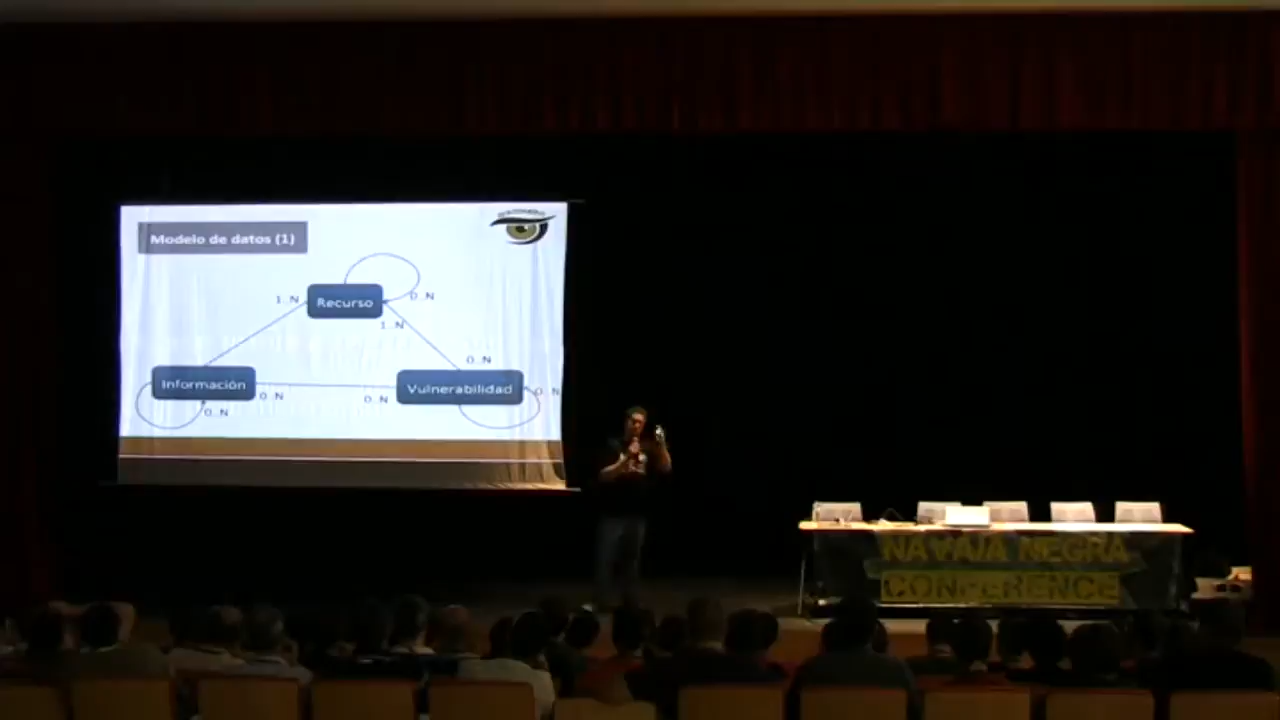 Modelo de datos (1)
1..N
Recurso
0..N
1..N
0..N
Información
Vulnerabilidad
0..N
0..N
0..N
0..N
NAVAJA NEGRA
CONFERENCE